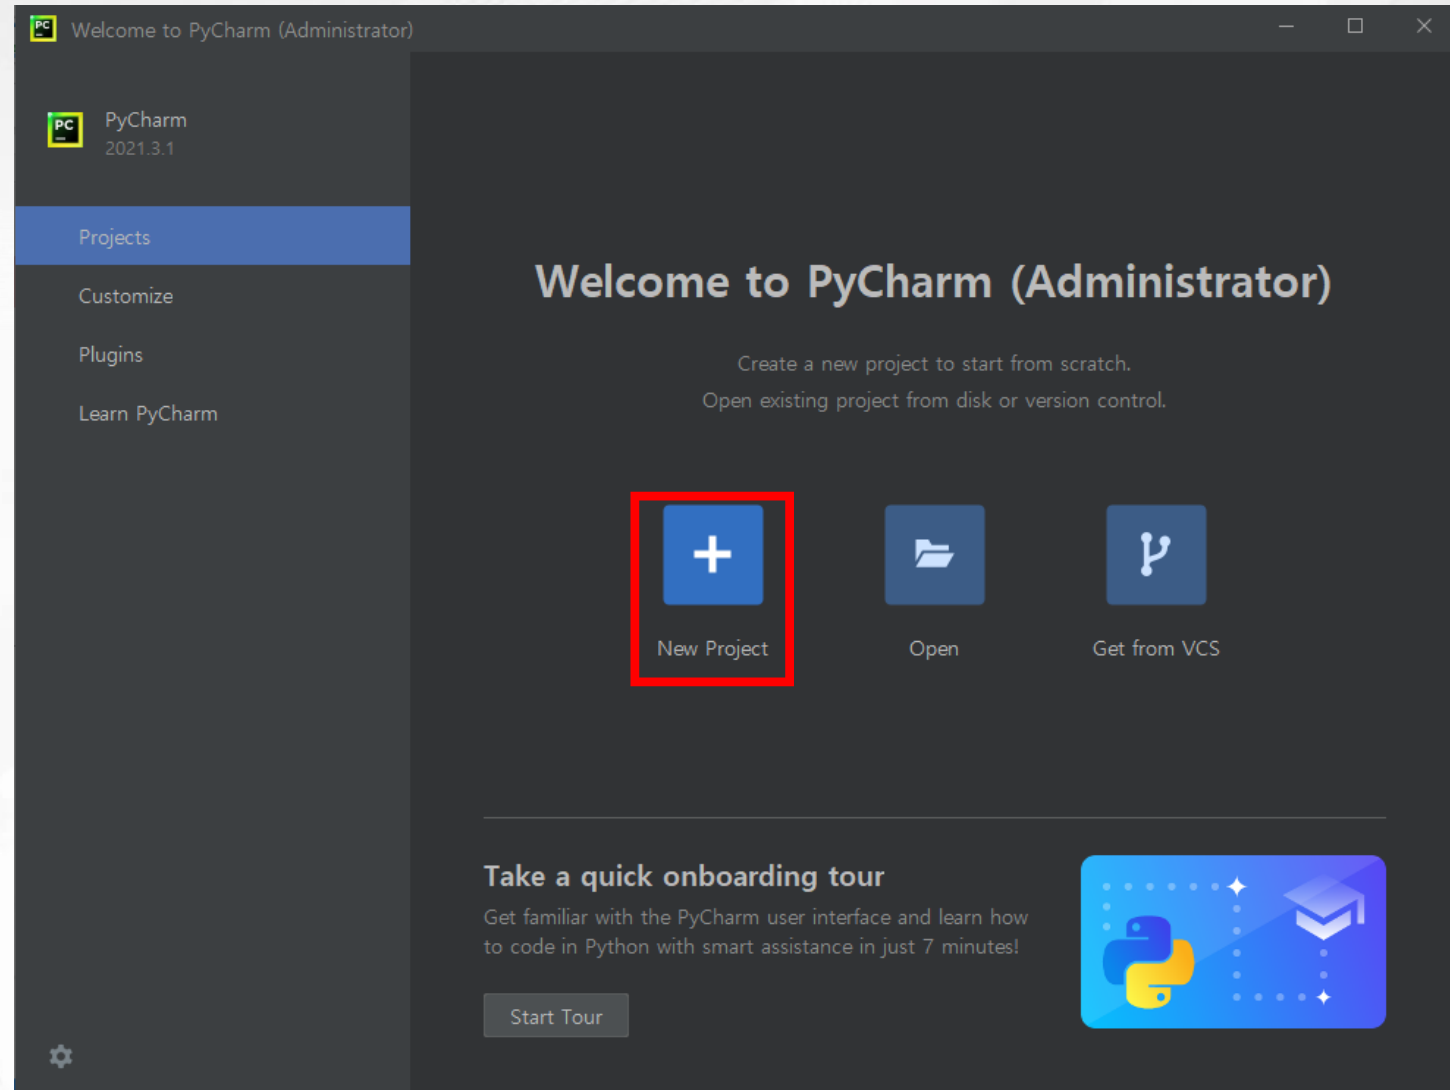 PC
Welcome to PyCharm (Administrator)
PC
PyCharm
2021.3.1
Projects
Customize
Plugins
Learn PyCharm
Welcome to PyCharm (Administrator)
Create a new project to start from scratch.
Open existing project from disk or version control.
New Project
Open
Get from VCS
Take a quick onboarding tour
Get familiar with the PyCharm user interface and learn how
to code in Python with smart assistance in just 7 minutes!
Start Tour